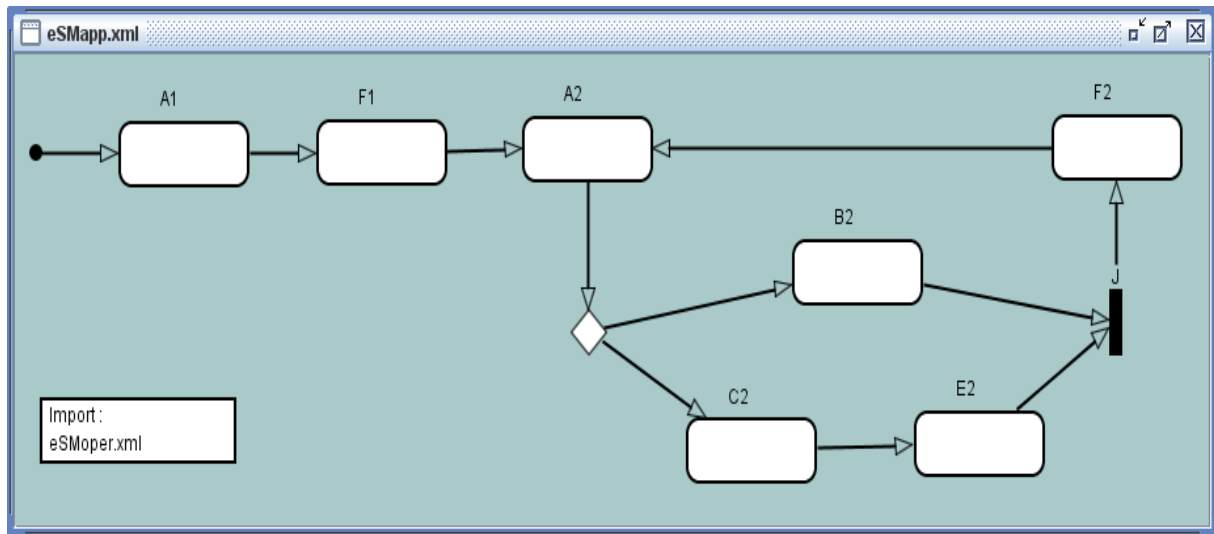 eSMapp.xml
A1
F1
A2
F2
B2
J
C2
E2
Import :
eSMoper.xml